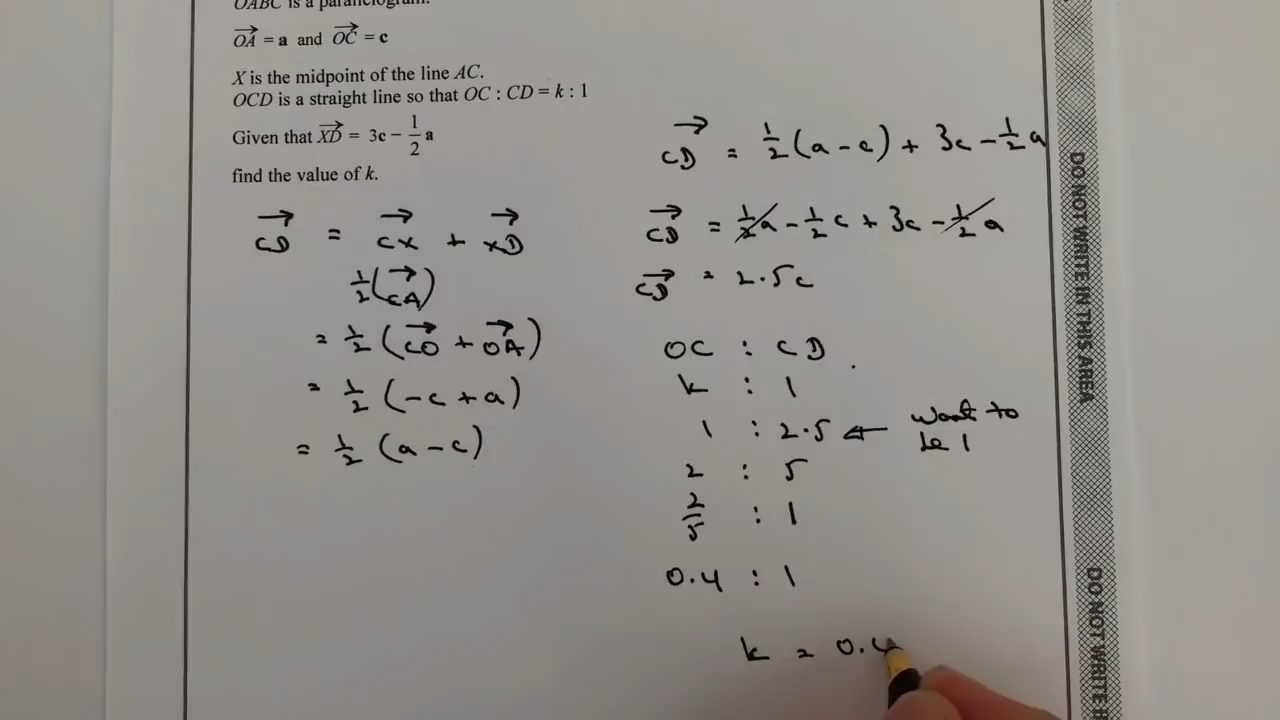 OABC is a parallelogram.
→OA = a and →OC = c
X is the midpoint of the line AC.
OCD is a straight line so that OC : CD = k : 1
Given that →XD = 3c − 1/2 a
find the value of k.
→CD = →CX + →XD
1/2(→CA)
= 1/2 (→CO + →OA)
= 1/2 (-c + a)
= 1/2 (a - c)
→CD = 1/2 (a - c) + 3c - 1/2 a
→CD = 1/2 a - 1/2 c + 3c - 1/2 a
→CD = 2.5c
OC : CD
k : 1
1 : 2.5 ← want to
be 1
2 : 5
2/5 : 1
0.4 : 1
k = 0.4
DO NOT WRITE IN THIS AREA
DO NOT WRITE